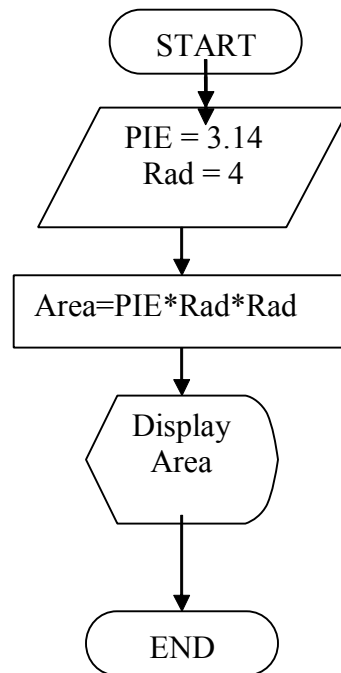 START
PIE = 3.14
Rad = 4
Area=PIE*Rad*Rad
Display
Area
END